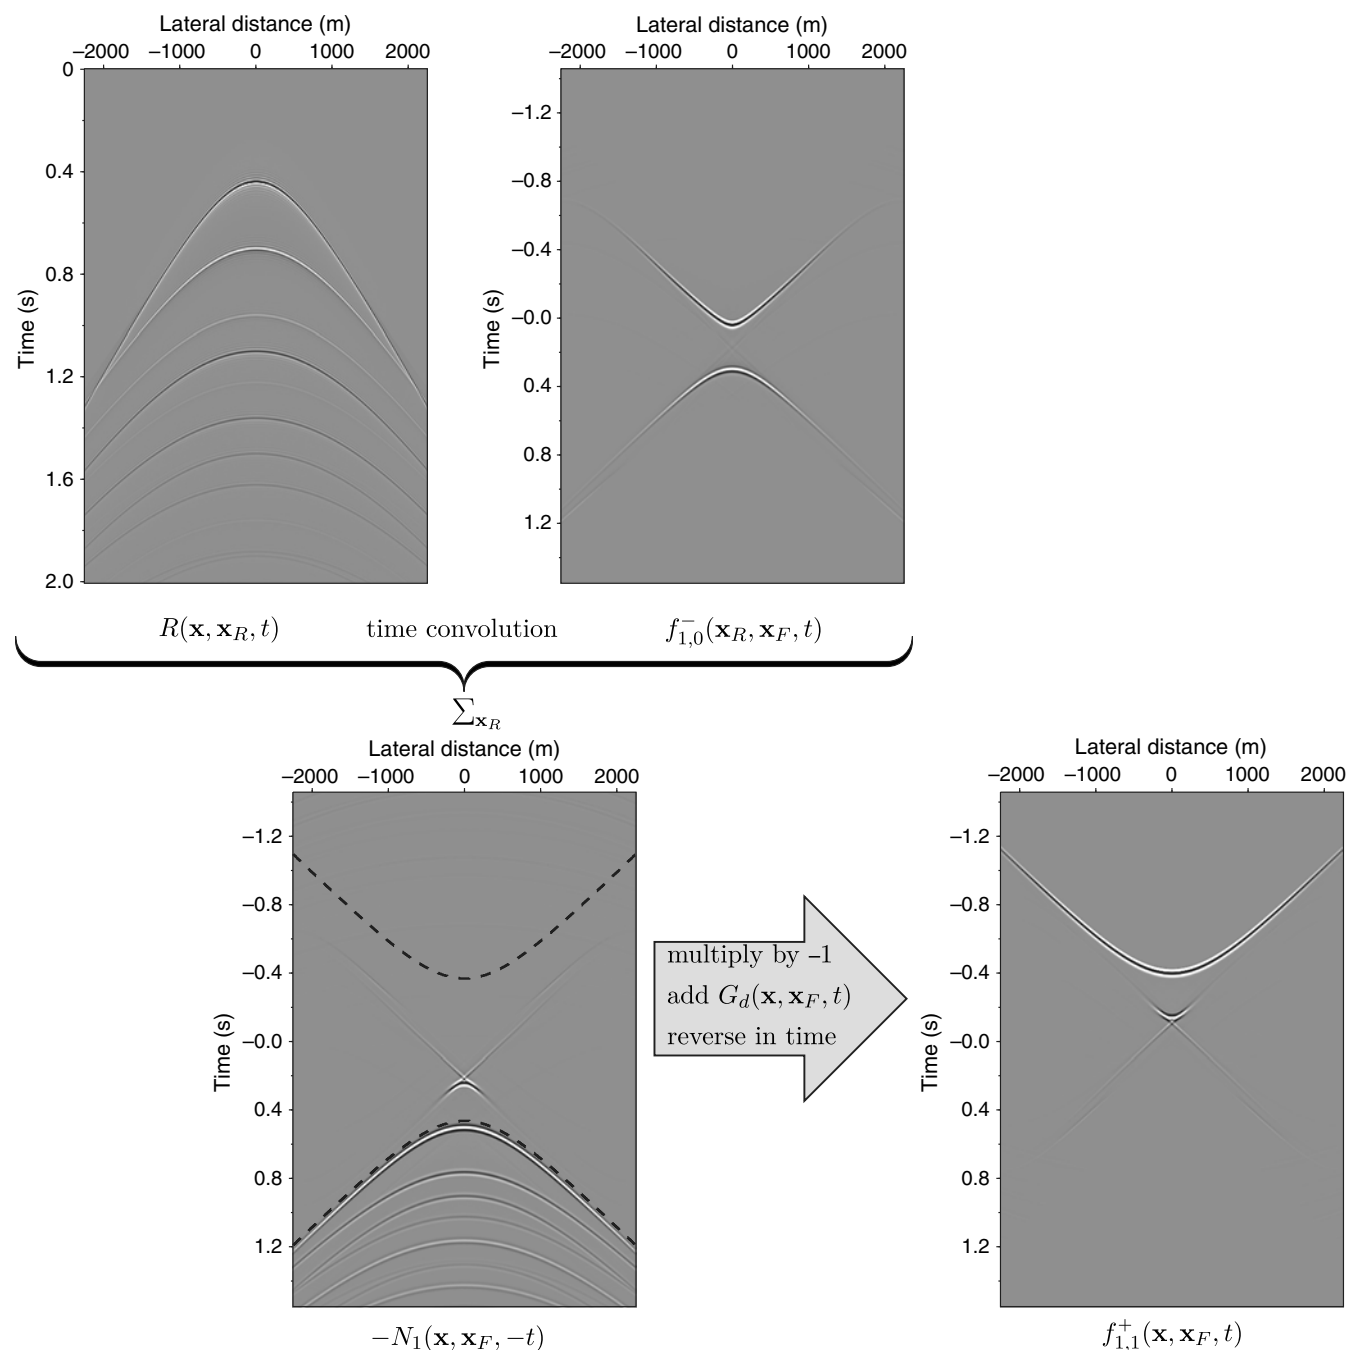 Lateral distance (m)
–2000 –1000 0 1000 2000
0
0.4
0.8
1.2
1.6
2.0
Time (s)
Lateral distance (m)
–2000 –1000 0 1000 2000
–1.2
–0.8
–0.4
–0.0
0.4
0.8
1.2
Time (s)
R(x, x_R, t) time convolution f^-_{1,0}(x_R, x_F, t)
∑_{x_R}
Lateral distance (m)
–2000 –1000 0 1000 2000
–1.2
–0.8
–0.4
–0.0
0.4
0.8
1.2
Time (s)
−N_1(x, x_F, −t)
multiply by –1
add G_d(x, x_F, t)
reverse in time
Lateral distance (m)
–2000 –1000 0 1000 2000
–1.2
–0.8
–0.4
–0.0
0.4
0.8
1.2
Time (s)
f^+_{1,1}(x, x_F, t)